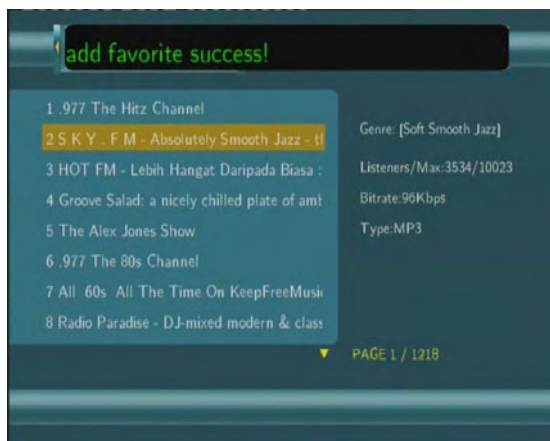 add favorite success!
1 .977 The Hitz Channel
2 S K Y . F M - Absolutely Smooth Jazz - tl
3 HOT FM - Lebih Hangat Daripada Biasa :
4 Groove Salad: a nicely chilled plate of amb
5 The Alex Jones Show
6 .977 The 80s Channel
7 All 60s All The Time On KeepFreeMusi
8 Radio Paradise - DJ-mixed modern & class
Genre: [Soft Smooth Jazz]
Listeners/Max:3534/10023
Bitrate:96Kbps
Type:MP3
PAGE 1 / 1218